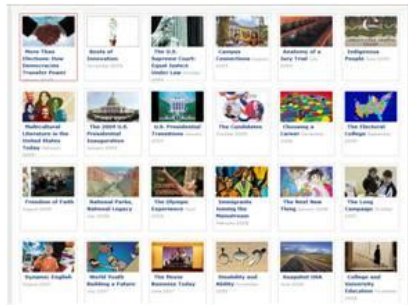 More Than
Elections: How
Democracies
Transfer Power
Roots of
Innovation
The U.S.
Supreme Court:
Equal Justice
Under Law
Campus
Connections
Anatomy of a
Jury Trial
Indigenous
People
Multicultural
Literature in the
United States
Today
The 2009 U.S.
Presidential
Inauguration
U.S. Presidential
Transitions
The Candidates
Choosing a
Career
The Electoral
College
Freedom of Faith
National Parks,
National Legacy
The Olympic
Experience
Immigrants
Joining the
Mainstream
The Next New
Thing
The Long
Campaign
Dynamic English
World Youth
Building a Future
The Movie
Business Today
Disability and
Ability
Snapshot USA
College and
University
Education